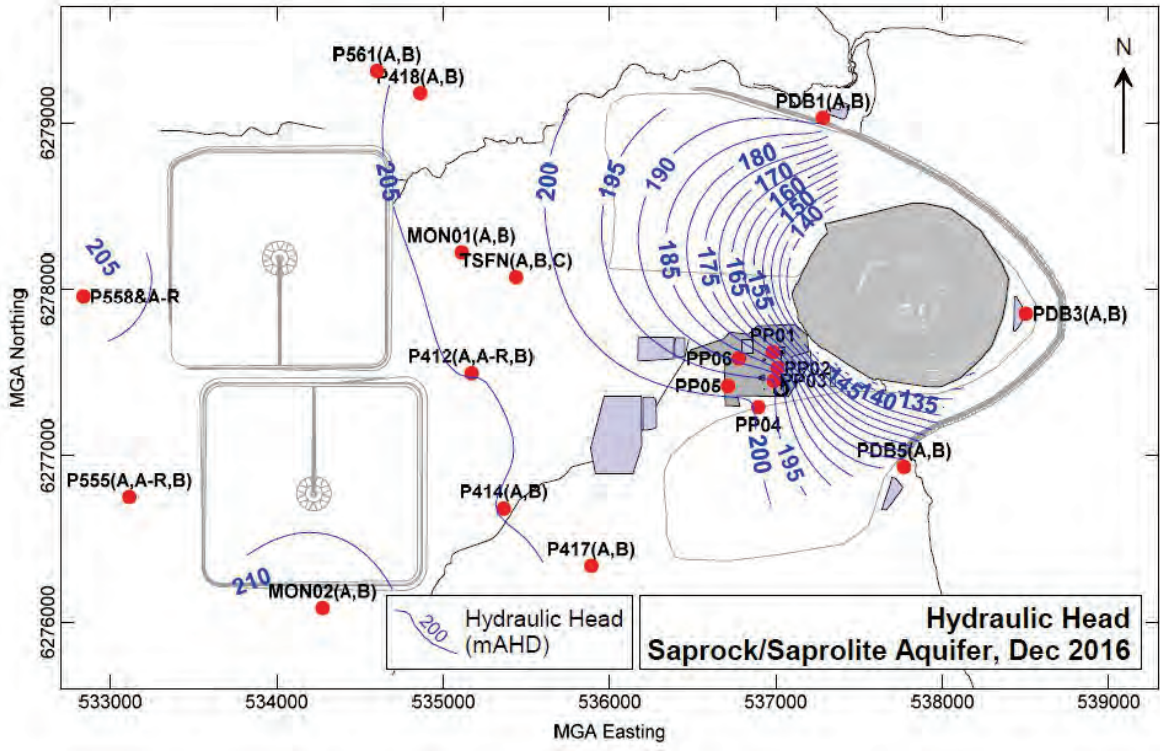 P561(A,B)
P418(A,B)
PDB1(A,B)
N
6279000
6278000
6277000
6276000
MGA Northing
205
200
195
190
180
170
160
150
140
185
175
165
155
205
MON01(A,B)
TSFN(A,B,C)
P558&A-R
PDB3(A,B)
P412(A,A-R,B)
PP01
PP06
PP02
PP03
PP05
PP04
145
140
135
200
195
PDB5(A,B)
P555(A,A-R,B)
P414(A,B)
P417(A,B)
210
MON02(A,B)
200
Hydraulic Head
(mAHD)
Hydraulic Head
Saprock/Saprolite Aquifer, Dec 2016
533000
534000
535000
536000
537000
538000
539000
MGA Easting